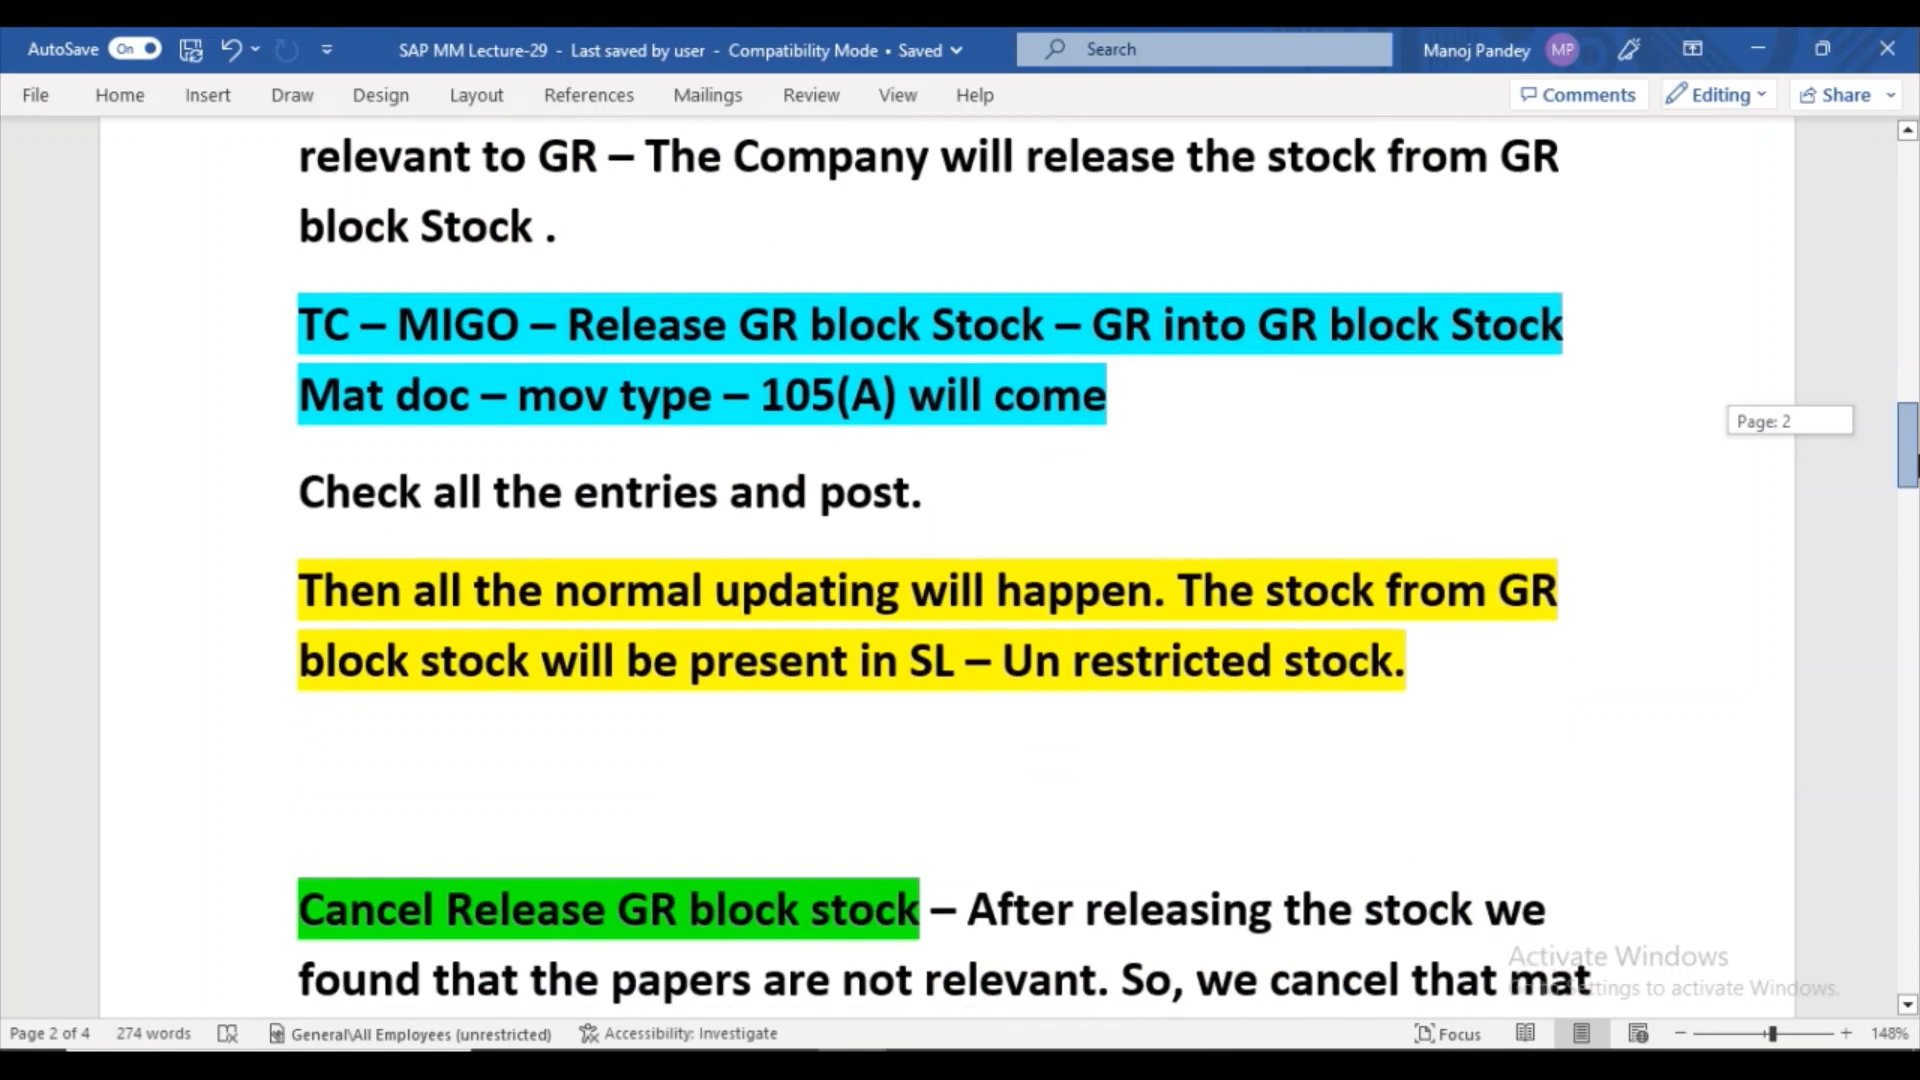 AutoSave On SAP MM Lecture-29 - Last saved by user - Compatibility Mode • Saved Search Manoj Pandey MP
File Home Insert Draw Design Layout References Mailings Review View Help Comments Editing Share
relevant to GR – The Company will release the stock from GR
block Stock .
TC – MIGO – Release GR block Stock – GR into GR block Stock
Mat doc – mov type – 105(A) will come
Page: 2
Check all the entries and post.
Then all the normal updating will happen. The stock from GR
block stock will be present in SL – Un restricted stock.
Cancel Release GR block stock – After releasing the stock we
Activate Windows
found that the papers are not relevant. So, we cancel that mat
Settings to activate Windows.
Page 2 of 4 274 words General\All Employees (unrestricted) Accessibility: Investigate Focus 148%